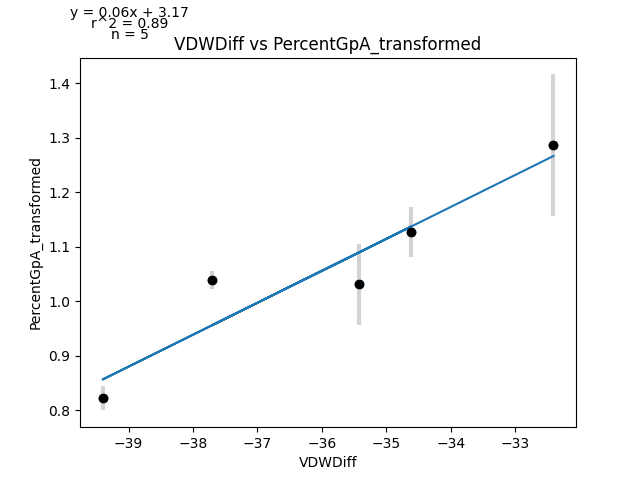 y = 0.06x + 3.17
r^2 = 0.89
n = 5
VDWDiff vs PercentGpA_transformed
PercentGpA_transformed
1.4
1.3
1.2
1.1
1.0
0.9
0.8
−39
−38
−37
−36
−35
−34
−33
VDWDiff